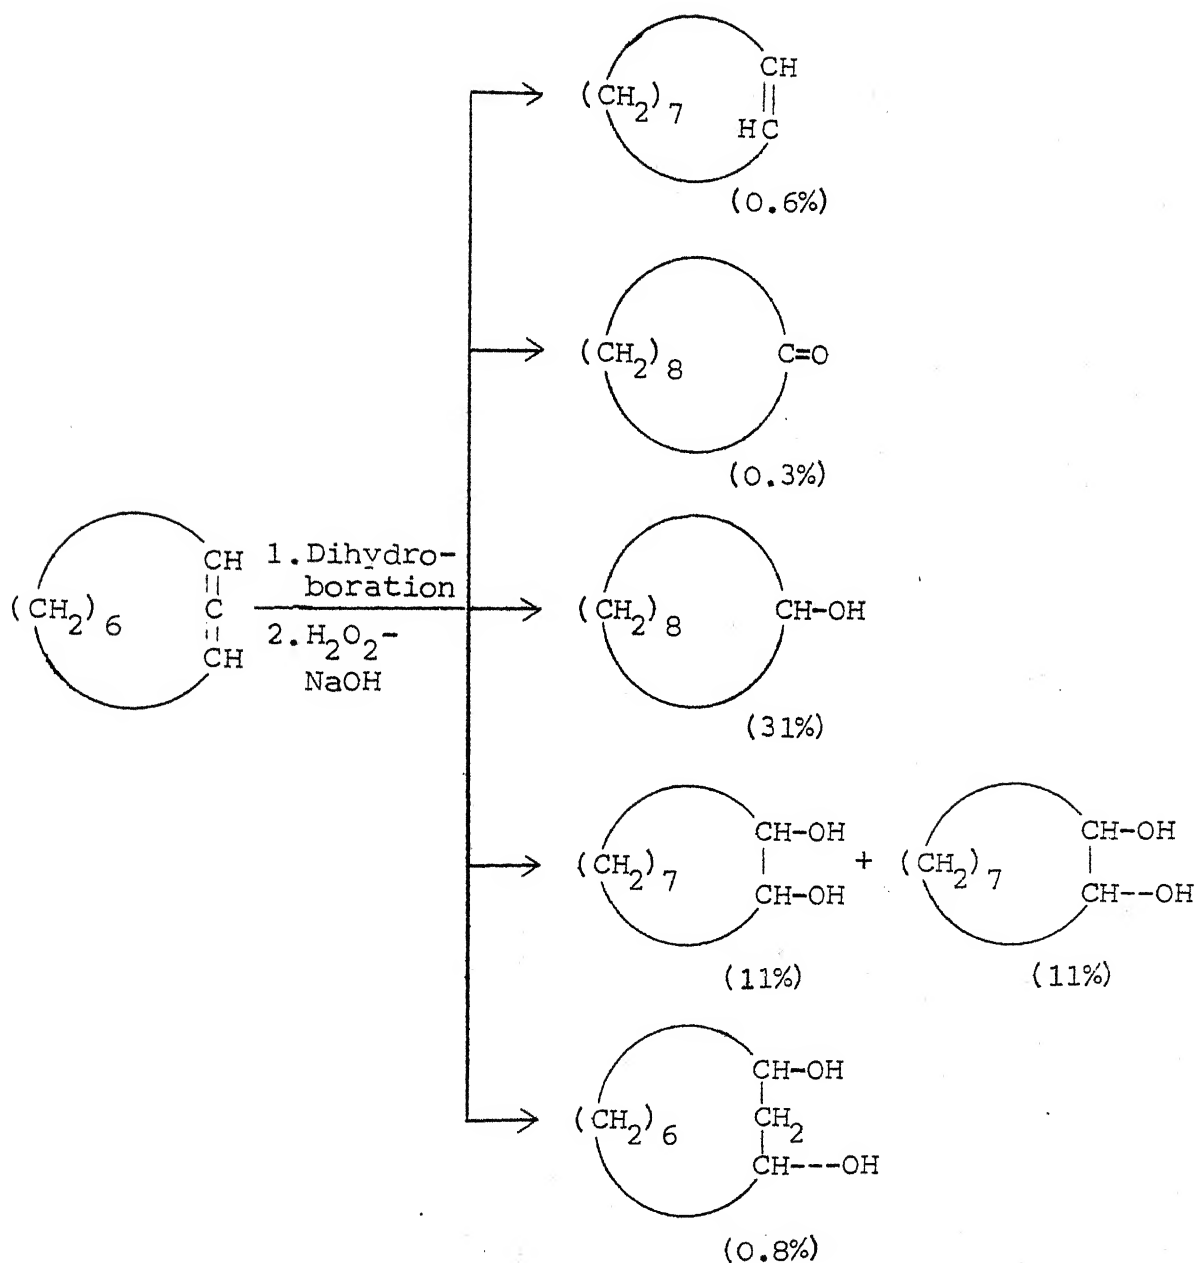 CH
(CH₂)₇
HC
(0.6%)
(CH₂)₈ C=O
(0.3%)
CH
(CH₂)₆ C
CH
1.Dihydro-
boration
2.H₂O₂-
NaOH
(CH₂)₈ CH-OH
(31%)
CH-OH
(CH₂)₇
CH-OH
(11%)
+
CH-OH
(CH₂)₇
CH--OH
(11%)
CH-OH
(CH₂)₆ CH₂
CH---OH
(0.8%)